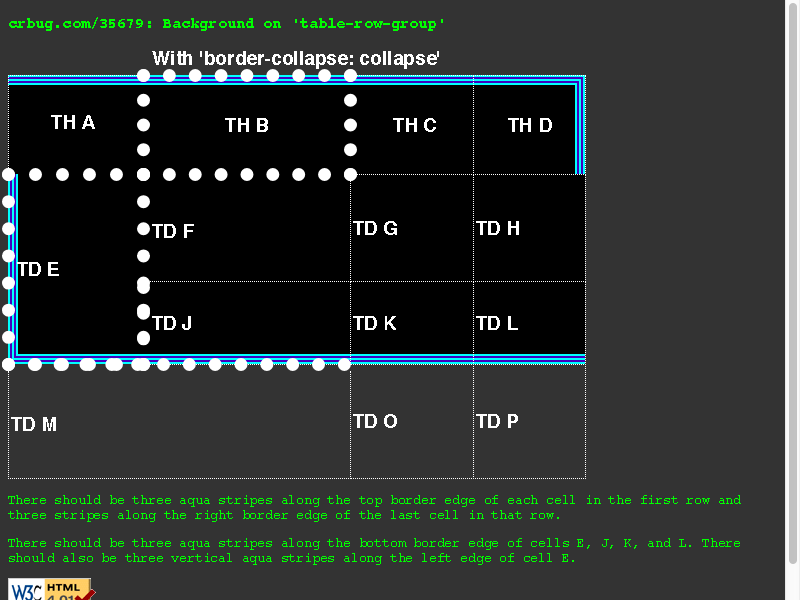 crbug.com/35679: Background on 'table-row-group'
With 'border-collapse: collapse'
TH A TH B TH C TH D
TD E TD F TD G TD H
TD J TD K TD L
TD M TD O TD P
There should be three aqua stripes along the top border edge of each cell in the first row and
three stripes along the right border edge of the last cell in that row.
There should be three aqua stripes along the bottom border edge of cells E, J, K, and L. There
should also be three vertical aqua stripes along the left edge of cell E.
W3C HTML
4.01